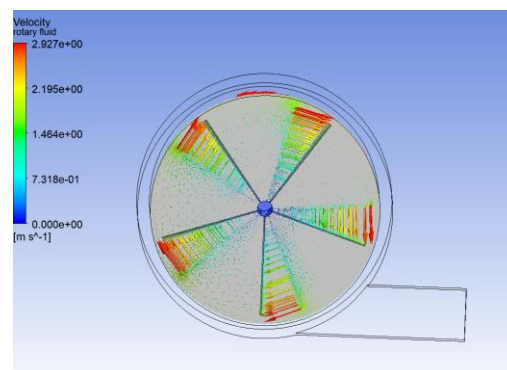 Velocity
rotary fluid
2.927e+00
2.195e+00
1.464e+00
7.318e-01
0.000e+00
[m s^-1]